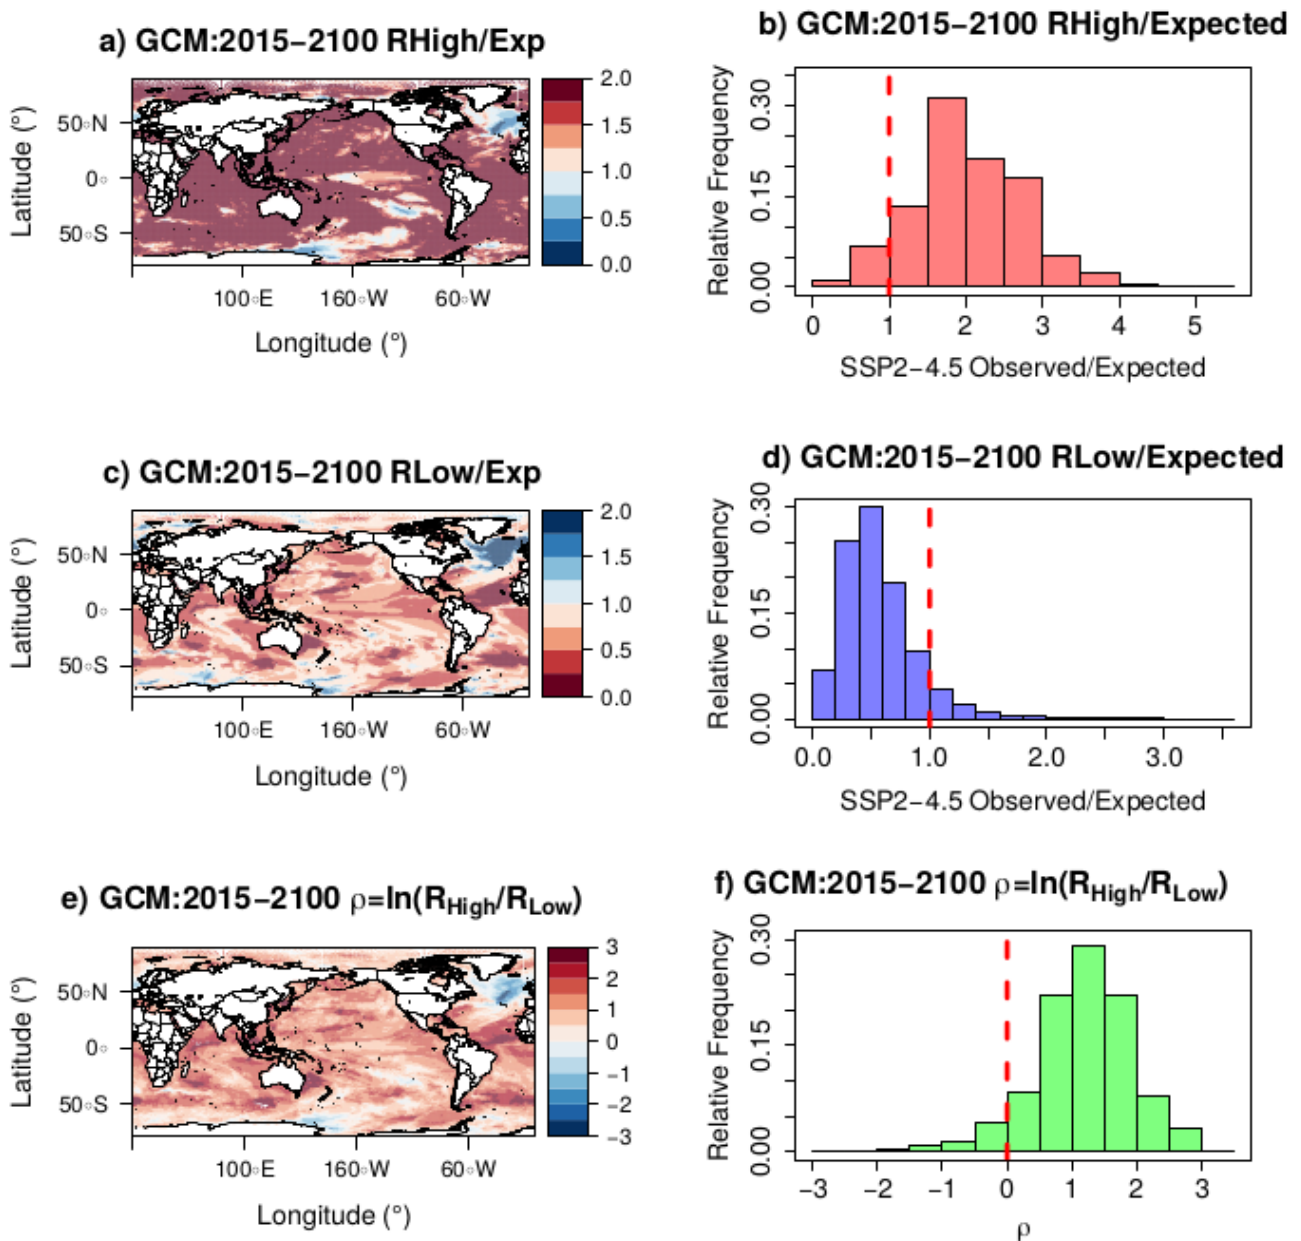 a) GCM:2015−2100 RHigh/Exp
Latitude (°)
50°N
0°
50°S
100°E 160°W 60°W
Longitude (°)
2.0
1.5
1.0
0.5
0.0
b) GCM:2015−2100 RHigh/Expected
Relative Frequency
0.30
0.15
0.00
0 1 2 3 4 5
SSP2−4.5 Observed/Expected
c) GCM:2015−2100 RLow/Exp
Latitude (°)
50°N
0°
50°S
100°E 160°W 60°W
Longitude (°)
2.0
1.5
1.0
0.5
0.0
d) GCM:2015−2100 RLow/Expected
Relative Frequency
0.30
0.15
0.00
0.0 1.0 2.0 3.0
SSP2−4.5 Observed/Expected
e) GCM:2015−2100 ρ=ln(RHigh/RLow)
Latitude (°)
50°N
0°
50°S
100°E 160°W 60°W
Longitude (°)
3
2
1
0
−1
−2
−3
f) GCM:2015−2100 ρ=ln(RHigh/RLow)
Relative Frequency
0.30
0.15
0.00
−3 −2 −1 0 1 2 3
ρ